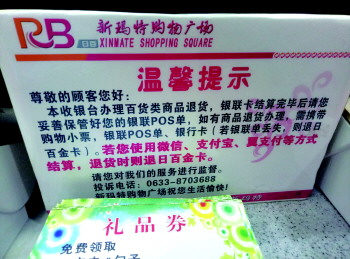 RB 日百 新玛特购物广场
XINMATE SHOPPING SQUARE
温馨提示
尊敬的顾客您好：
本收银台办理百货类商品退货，银联卡结算完毕后请您
妥善保管好您的银联POS单，如有商品退货办理，需携带
购物小票，银联POS单、银行卡（若银联单丢失，则退日
百金卡）。若您使用微信、支付宝、翼支付等方式
结算，退货时则退日百金卡。
请您对我们的服务进行监督。
投诉电话：0633-8703688
新玛特购物广场祝您生活愉快！
礼品券
免费领取